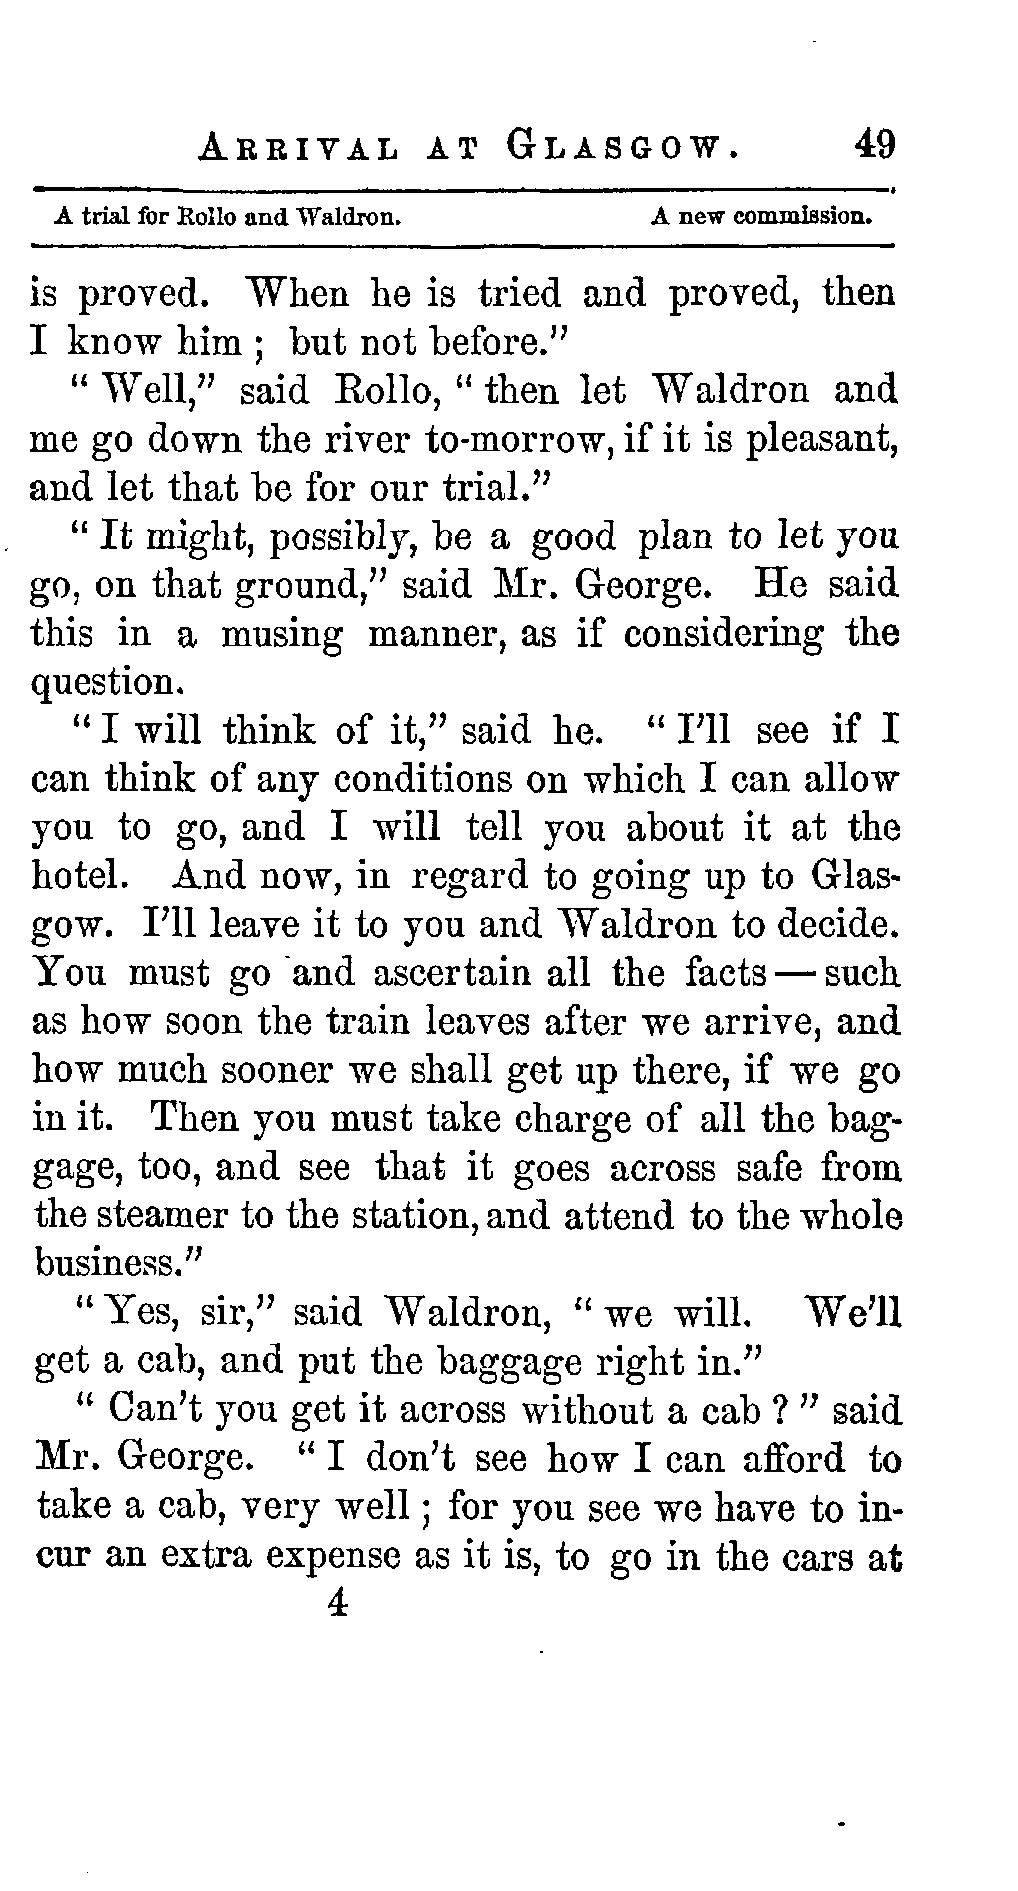 ARRIVAL AT GLASGOW. 49
A trial for Rollo and Waldron. A new commission.
is proved. When he is tried and proved, then
I know him ; but not before."
" Well," said Rollo, " then let Waldron and
me go down the river to-morrow, if it is pleasant,
and let that be for our trial."
" It might, possibly, be a good plan to let you
go, on that ground," said Mr. George. He said
this in a musing manner, as if considering the
question.
" I will think of it," said he. " I'll see if I
can think of any conditions on which I can allow
you to go, and I will tell you about it at the
hotel. And now, in regard to going up to Glas-
gow. I'll leave it to you and Waldron to decide.
You must go and ascertain all the facts — such
as how soon the train leaves after we arrive, and
how much sooner we shall get up there, if we go
in it. Then you must take charge of all the bag-
gage, too, and see that it goes across safe from
the steamer to the station, and attend to the whole
business."
" Yes, sir," said Waldron, " we will. We'll
get a cab, and put the baggage right in."
" Can't you get it across without a cab ? " said
Mr. George. " I don't see how I can afford to
take a cab, very well ; for you see we have to in-
cur an extra expense as it is, to go in the cars at
4